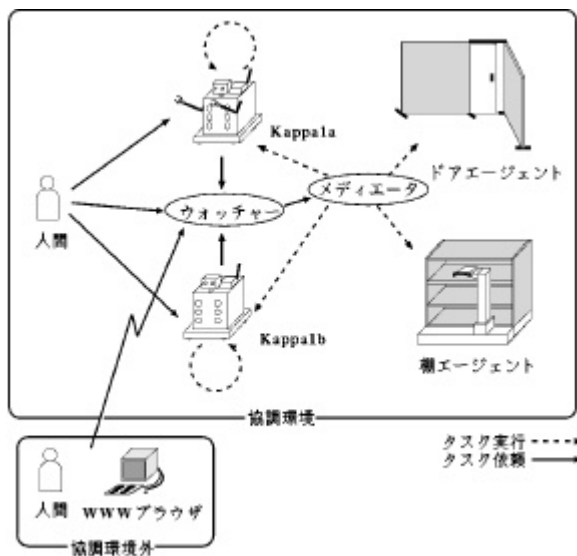 Kappa1a
ドアエージェント
メディエータ
ウォッチャー
人間
Kappa1b
棚エージェント
協調環境
タスク実行
タスク依頼
人間
WWWブラウザ
協調環境外